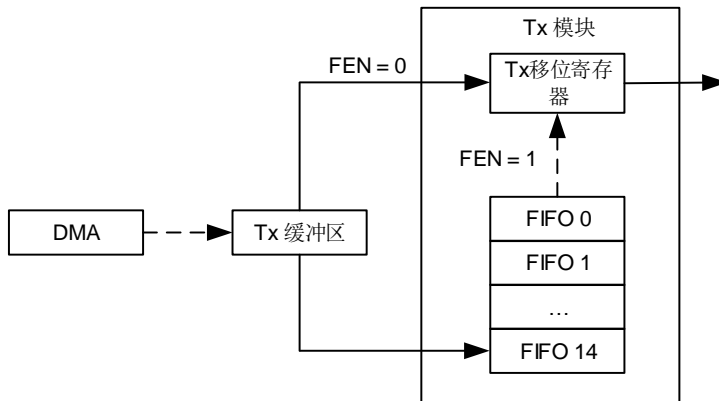 Tx 模块
FEN = 0
Tx移位寄存
器
FEN = 1
DMA
Tx 缓冲区
FIFO 0
FIFO 1
…
FIFO 14